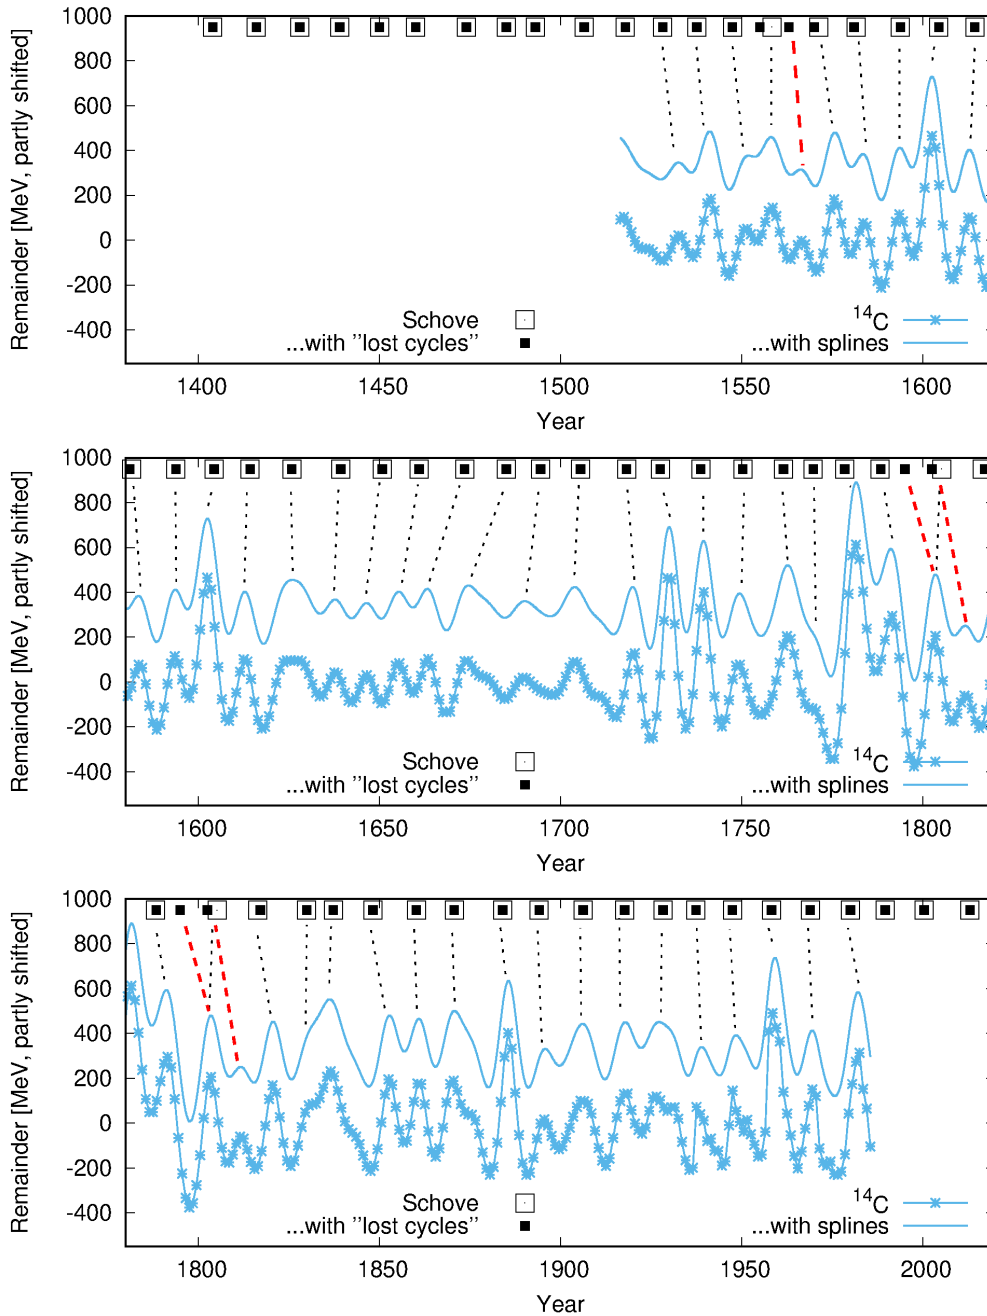 1000
800
600
400
200
0
-200
-400
Remainder [MeV, partly shifted]
Schove
...with "lost cycles"
14C
...with splines
1400 1450 1500 1550 1600
Year
1000
800
600
400
200
0
-200
-400
Remainder [MeV, partly shifted]
Schove
...with "lost cycles"
14C
...with splines
1600 1650 1700 1750 1800
Year
1000
800
600
400
200
0
-200
-400
Remainder [MeV, partly shifted]
Schove
...with "lost cycles"
14C
...with splines
1800 1850 1900 1950 2000
Year